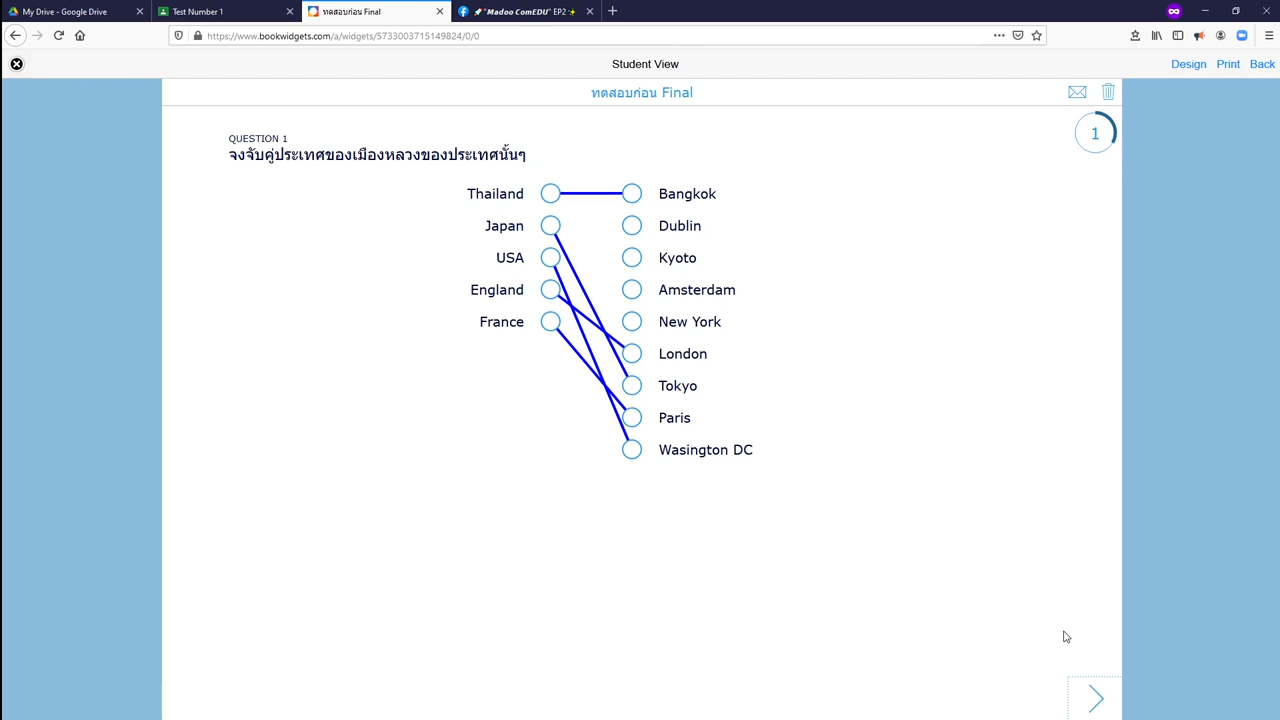 My Drive - Google Drive
Test Number 1
ทดสอบก่อน Final
"Madoo ComEDU" EP2
https://www.bookwidgets.com/a/widgets/5733003715149824/0/0
Student View
Design Print Back
ทดสอบก่อน Final
1
QUESTION 1
จงจับคู่ประเทศของเมืองหลวงของประเทศนั้นๆ
Thailand Bangkok
Japan Dublin
USA Kyoto
England Amsterdam
France New York
London
Tokyo
Paris
Wasington DC